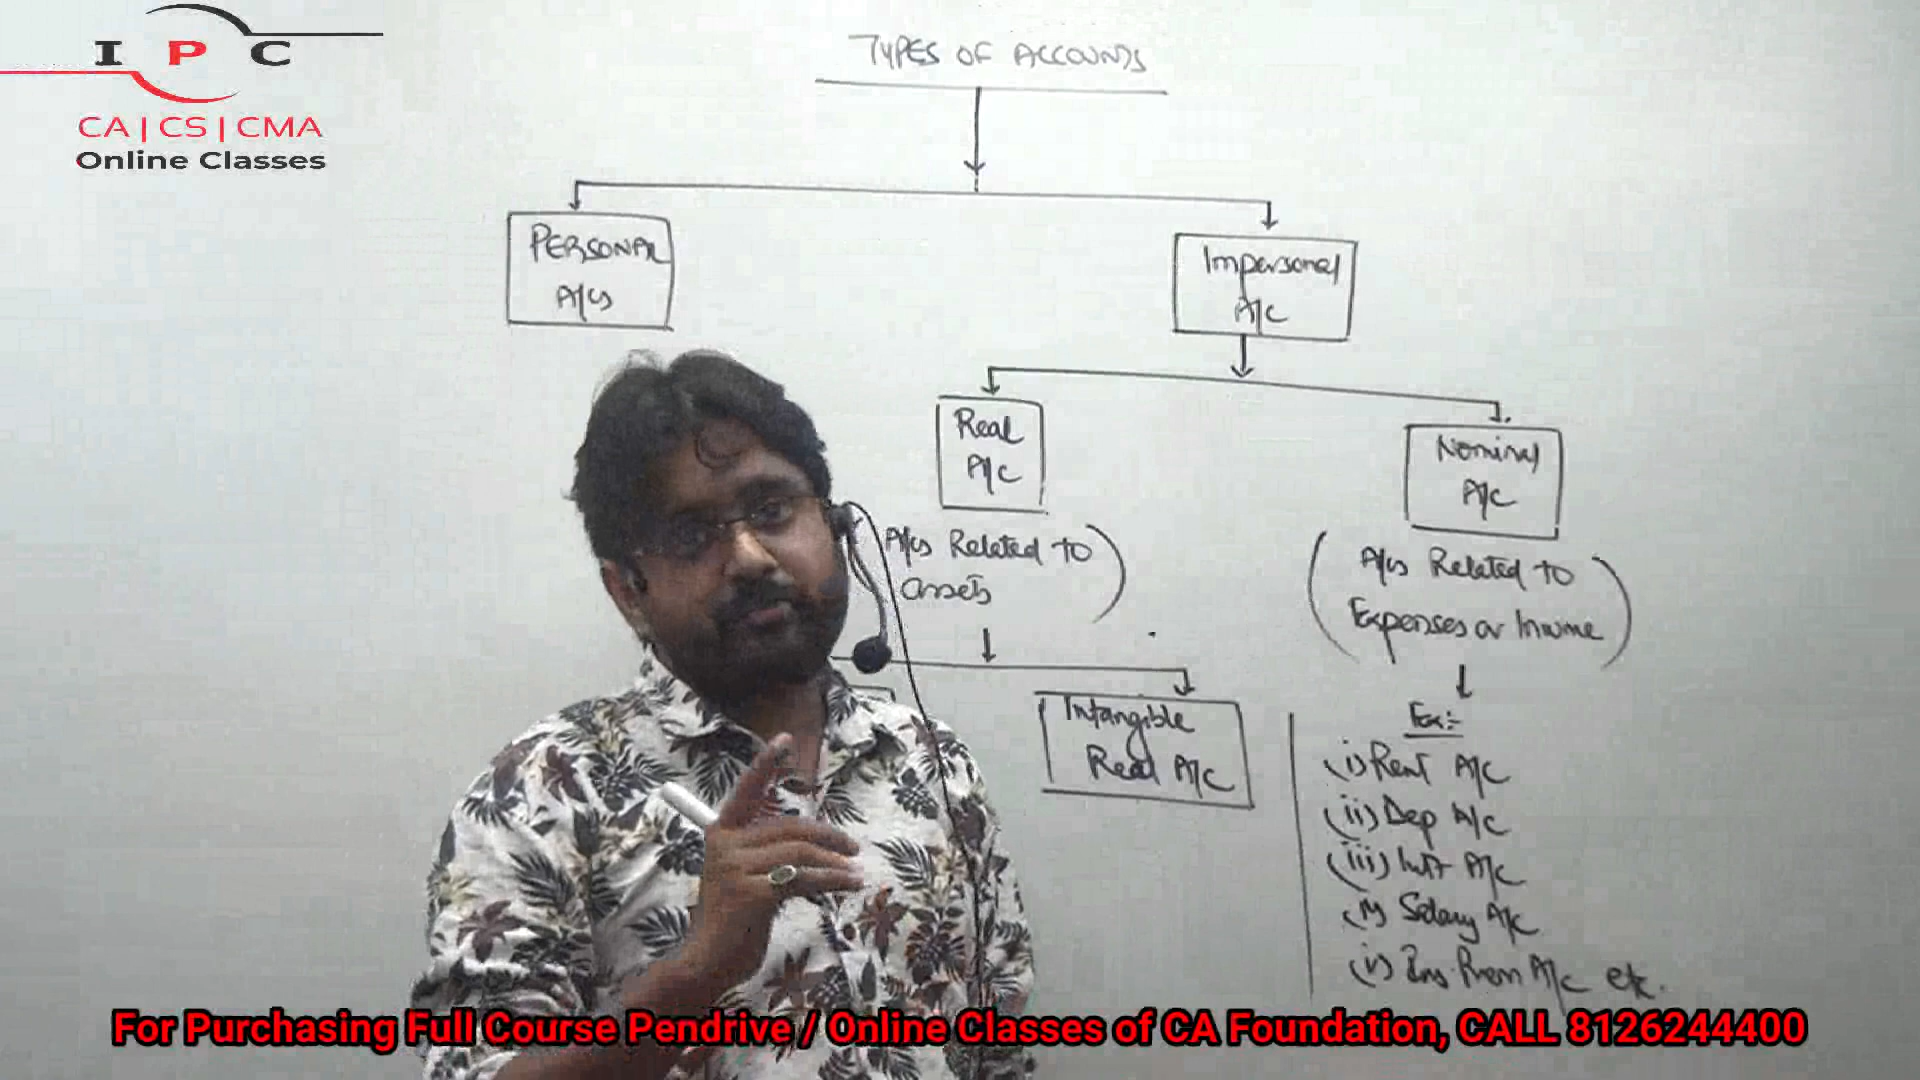 I P C
CA | CS | CMA
Online Classes
TYPES OF ACCOUNTS
PERSONAL
A/cs
Impersonal
A/C
Real
A/C
Nominal
A/C
A/cs Related to
assets
A/cs Related to
Expenses or Income
Intangible
Real A/C
Ex:-
(i) Rent A/C
(ii) Dep A/C
(iii) Int A/C
(iv) Salary A/C
(v) Ins. Prem A/C etc.
For Purchasing Full Course Pendrive / Online Classes of CA Foundation, CALL 8126244400